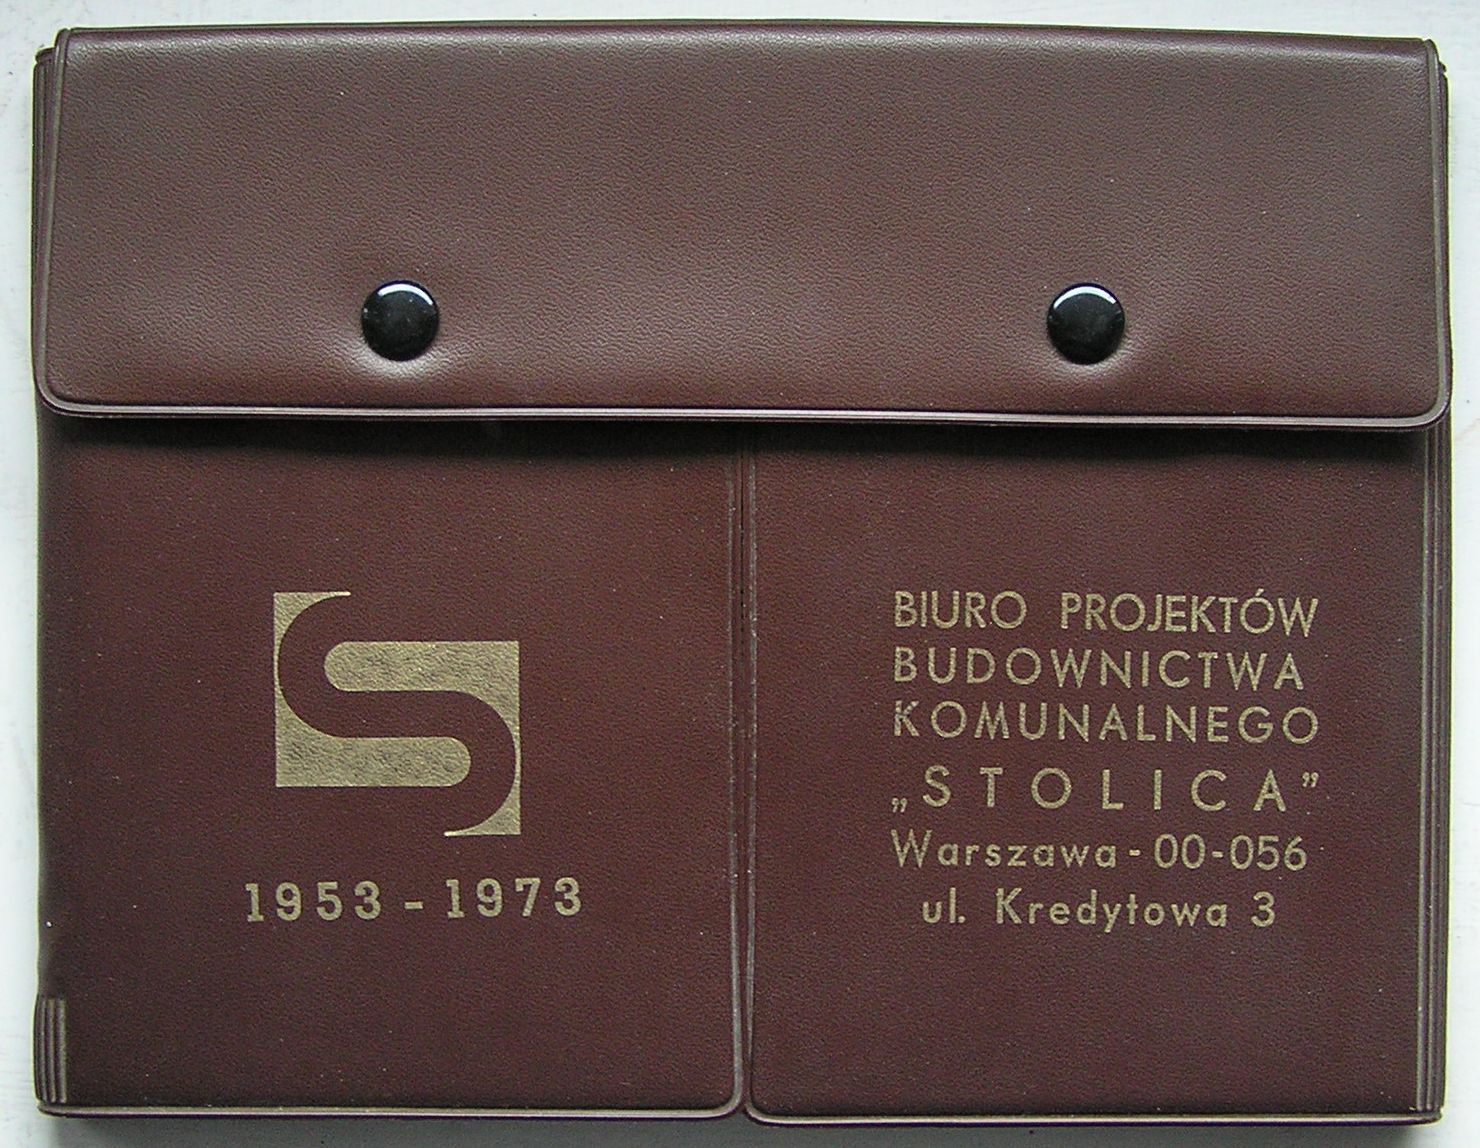 S
1953 - 1973
BIURO PROJEKTÓW
BUDOWNICTWA
KOMUNALNEGO
„STOLICA”
Warszawa - 00-056
ul. Kredytowa 3